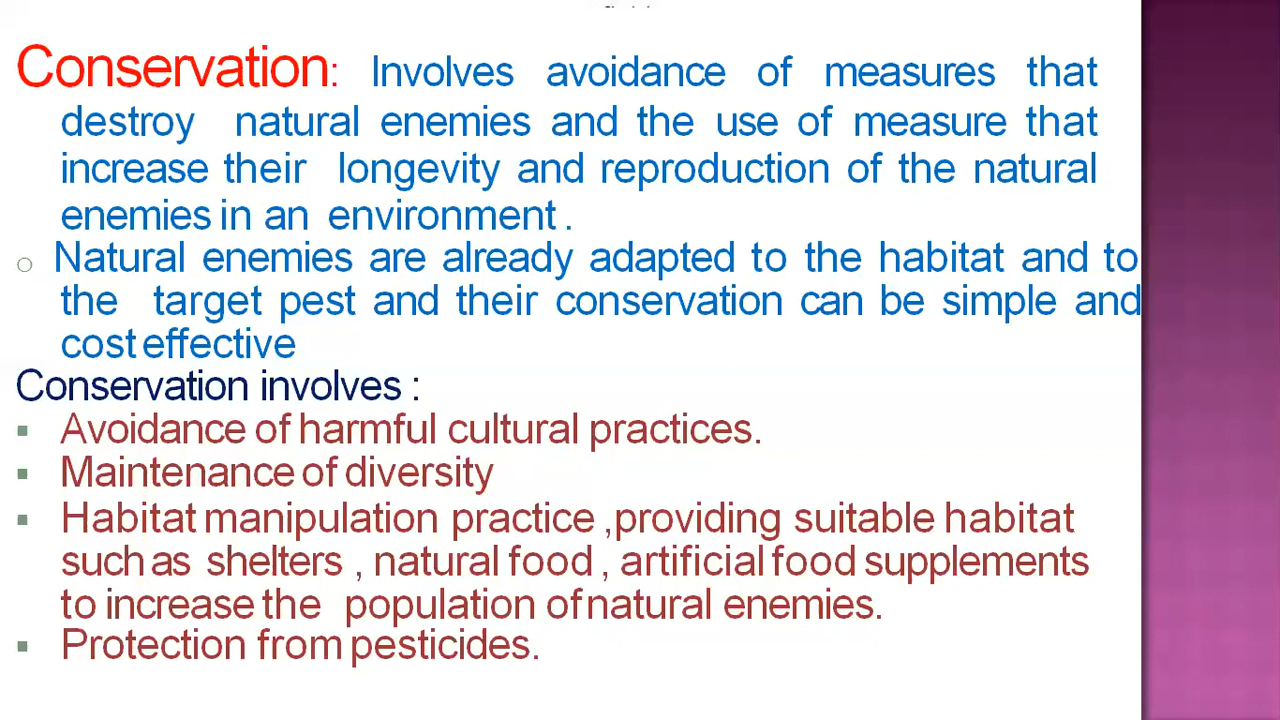 Conservation: Involves avoidance of measures that
destroy natural enemies and the use of measure that
increase their longevity and reproduction of the natural
enemies in an environment .
Natural enemies are already adapted to the habitat and to
the target pest and their conservation can be simple and
cost effective
Conservation involves :
Avoidance of harmful cultural practices.
Maintenance of diversity
Habitat manipulation practice ,providing suitable habitat
such as shelters , natural food , artificial food supplements
to increase the population of natural enemies.
Protection from pesticides.